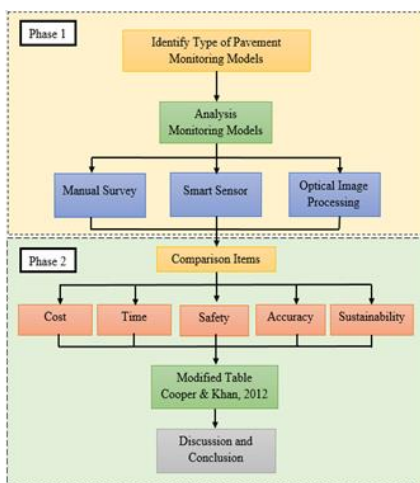 Phase 1
Identify Type of Pavement
Monitoring Models
Analysis
Monitoring Models
Manual Survey
Smart Sensor
Optical Image
Processing
Phase 2
Comparison Items
Cost
Time
Safety
Accuracy
Sustainability
Modified Table
Cooper & Khan, 2012
Discussion and
Conclusion